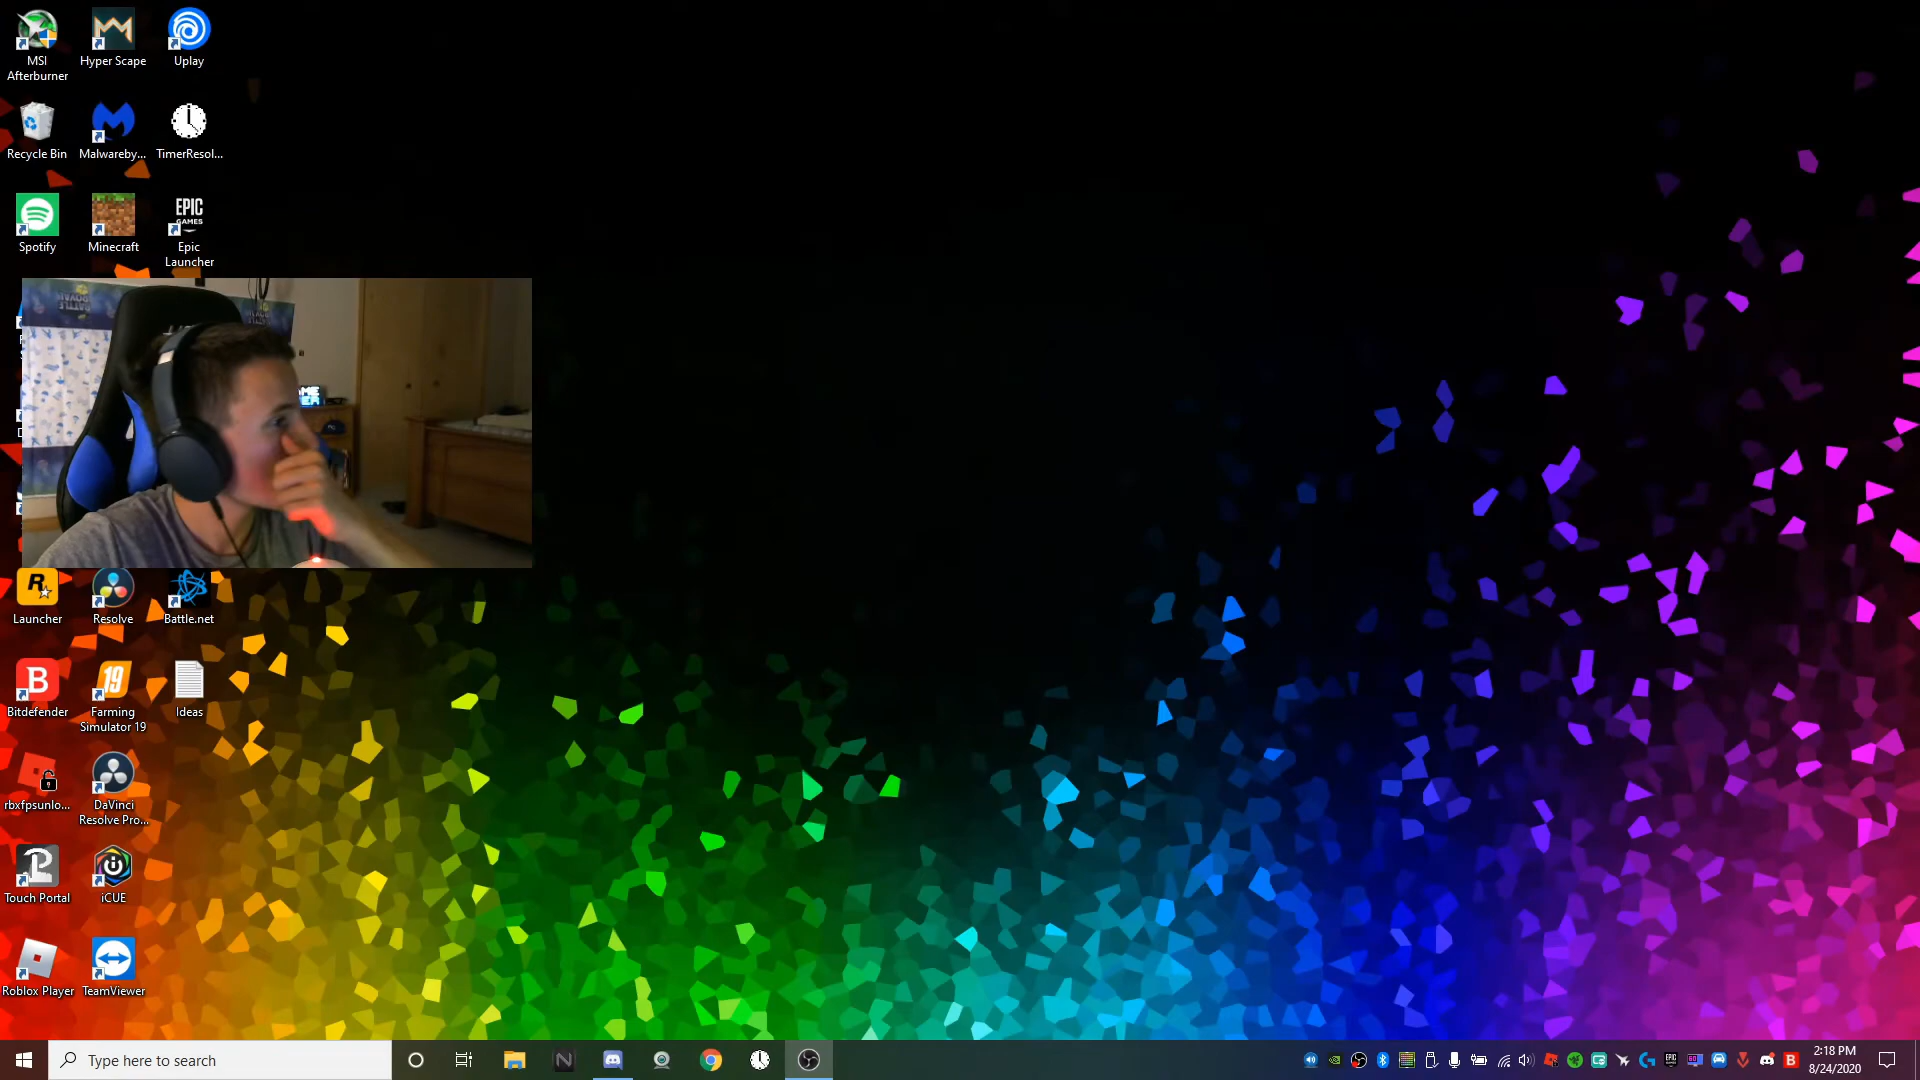 MSI
Afterburner
Hyper Scape
Uplay
Recycle Bin
Malwareby...
TimerResol...
Spotify
Minecraft
EPIC
GAMES
Epic
Launcher
Launcher
Resolve
Battle.net
B
Bitdefender
19
Farming
Simulator 19
Ideas
rbxfpsunlo...
DaVinci
Resolve Pro...
Touch Portal
iCUE
Roblox Player
TeamViewer
Type here to search
2:18 PM
8/24/2020